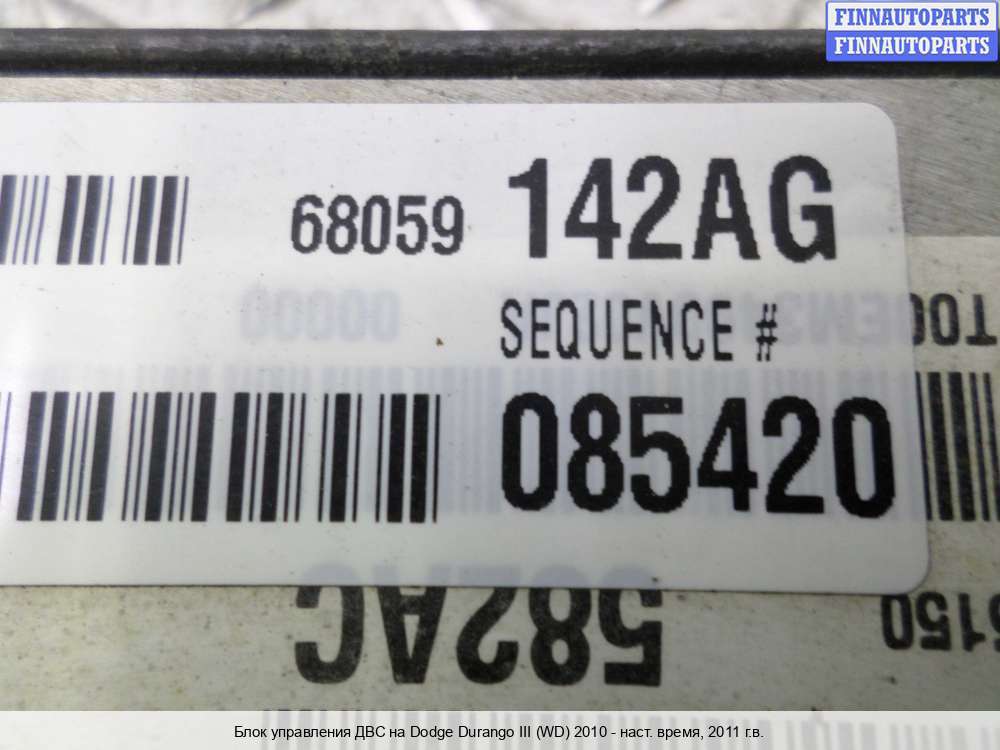 FINNAUTOPARTS
FINNAUTOPARTS
68059 142AG
00000
SEQUENCE #
085420
582AC
Блок управления ДВС на Dodge Durango III (WD) 2010 - наст. время, 2011 г.в.